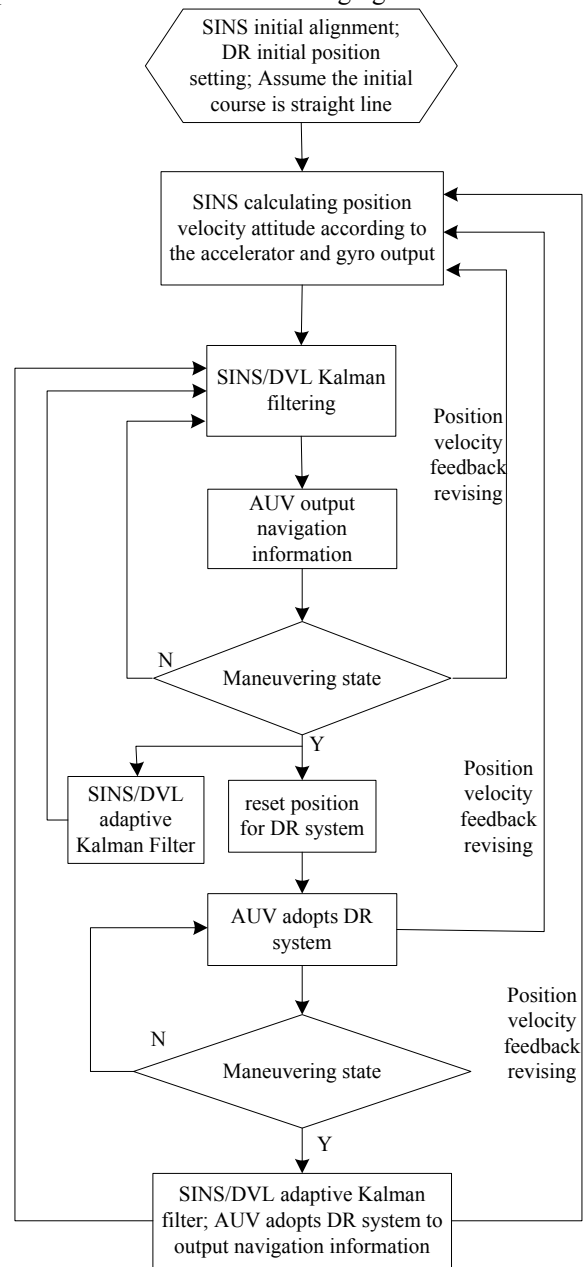 SINS initial alignment;
DR initial position
setting; Assume the initial
course is straight line
SINS calculating position
velocity attitude according to
the accelerator and gyro output
SINS/DVL Kalman
filtering
Position
velocity
feedback
revising
AUV output
navigation
information
N
Maneuvering state
Y
SINS/DVL
adaptive
Kalman Filter
reset position
for DR system
Position
velocity
feedback
revising
AUV adopts DR
system
Position
velocity
feedback
revising
N
Maneuvering state
Y
SINS/DVL adaptive Kalman
filter; AUV adopts DR system to
output navigation information